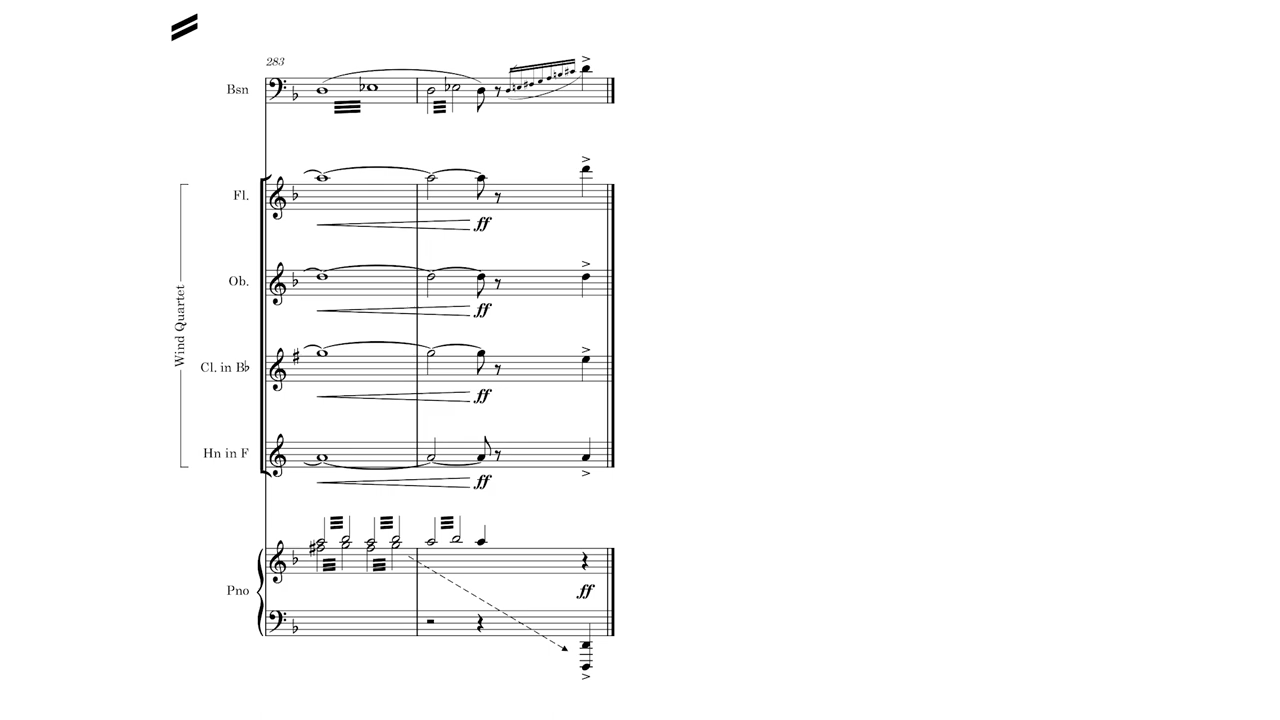 283
Bsn
Fl.
ff
Ob.
ff
Wind Quartet
Cl. in B♭
ff
Hn in F
ff
Pno
ff